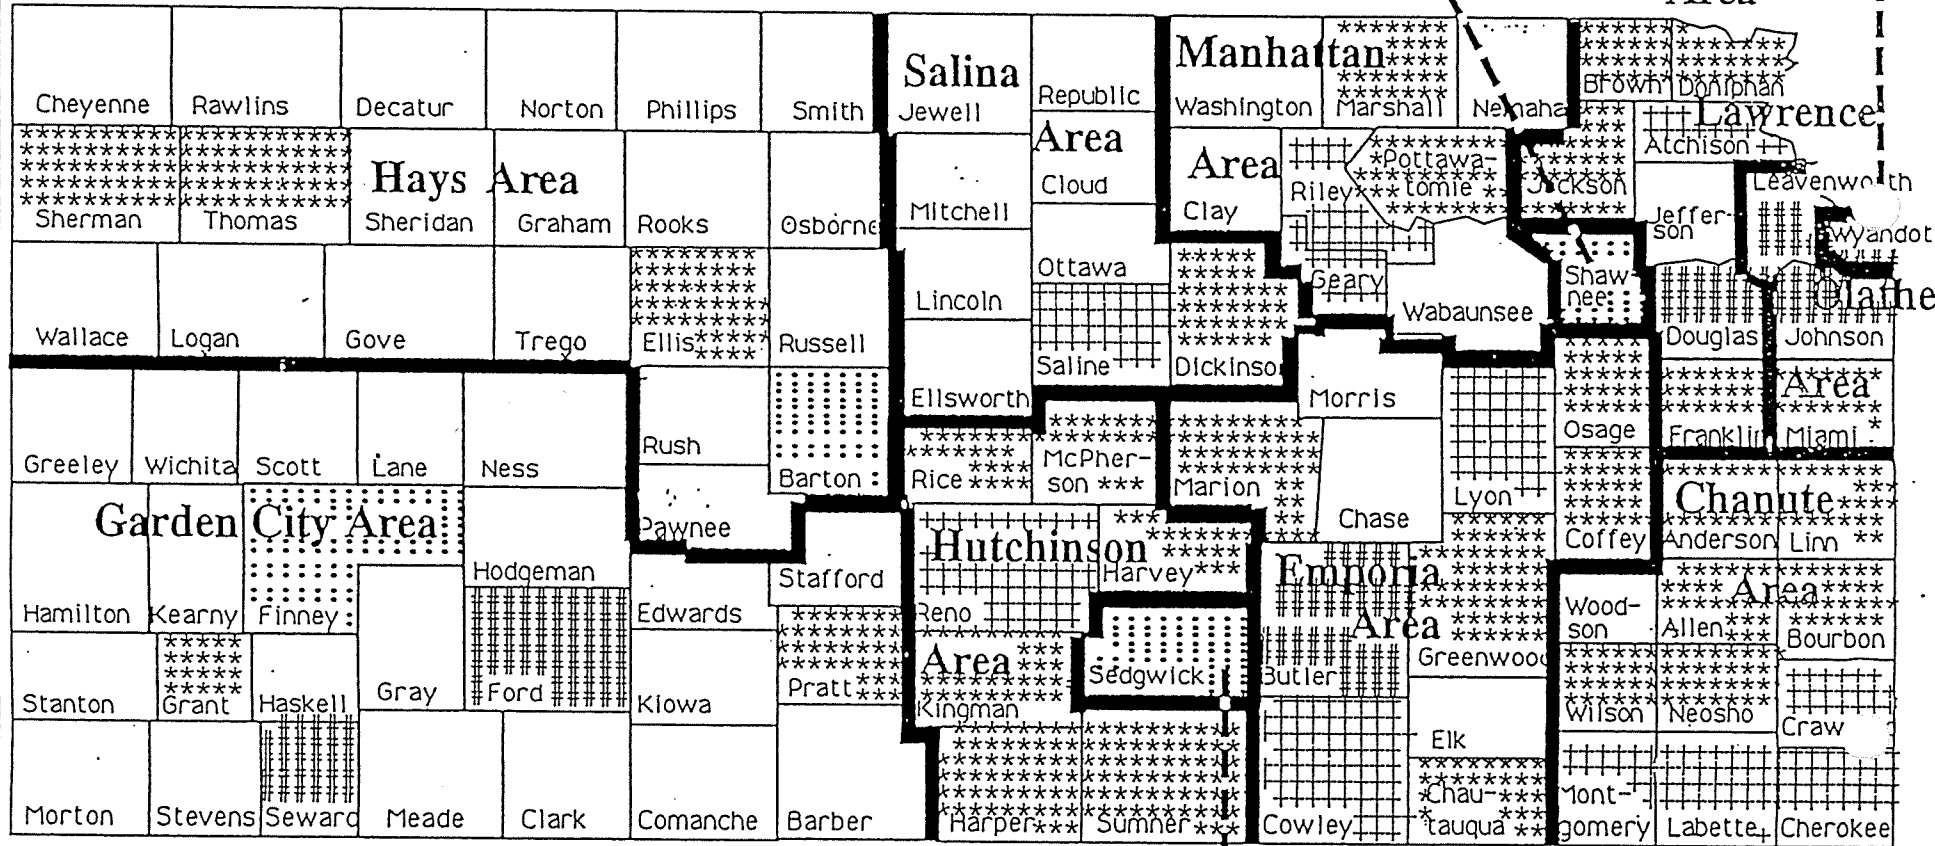 Area
Salina
Manhattan
Cheyenne Rawlins Decatur Norton Phillips Smith Jewell Republic Washington Marshall Nemaha Brown Doniphan
Lawrence
Hays Area
Area
Area
Sherman Thomas Sheridan Graham Rooks Osborne Mitchell Cloud Clay Riley Pottawa-
tomie Jackson Atchison Jeffer-
son Leavenworth Wyandot
Wallace Logan Gove Trego Ellis Russell Lincoln Ottawa Saline Dickinson Geary Wabaunsee Shaw
nee Douglas Johnson
Olathe
Area
Greeley Wichita Scott Lane Ness Rush Barton Ellsworth Rice McPher-
son Marion Morris Chase Lyon Osage Franklin Miami
Garden City Area
Hutchinson
Area
Emporia
Area
Chanute
Area
Hamilton Kearny Finney Hodgeman Pawnee Edwards Stafford Reno Harvey Coffey Anderson Linn
Stanton Grant Haskell Gray Ford Kiowa Pratt Kingman Sedgwick Butler Greenwood Wood-
son Allen Bourbon
Elk Wilson Neosho Craw
Morton Stevens Seward Meade Clark Comanche Barber Harper Sumner Cowley Chau-
tauqua Mont-
gomery Labette Cherokee